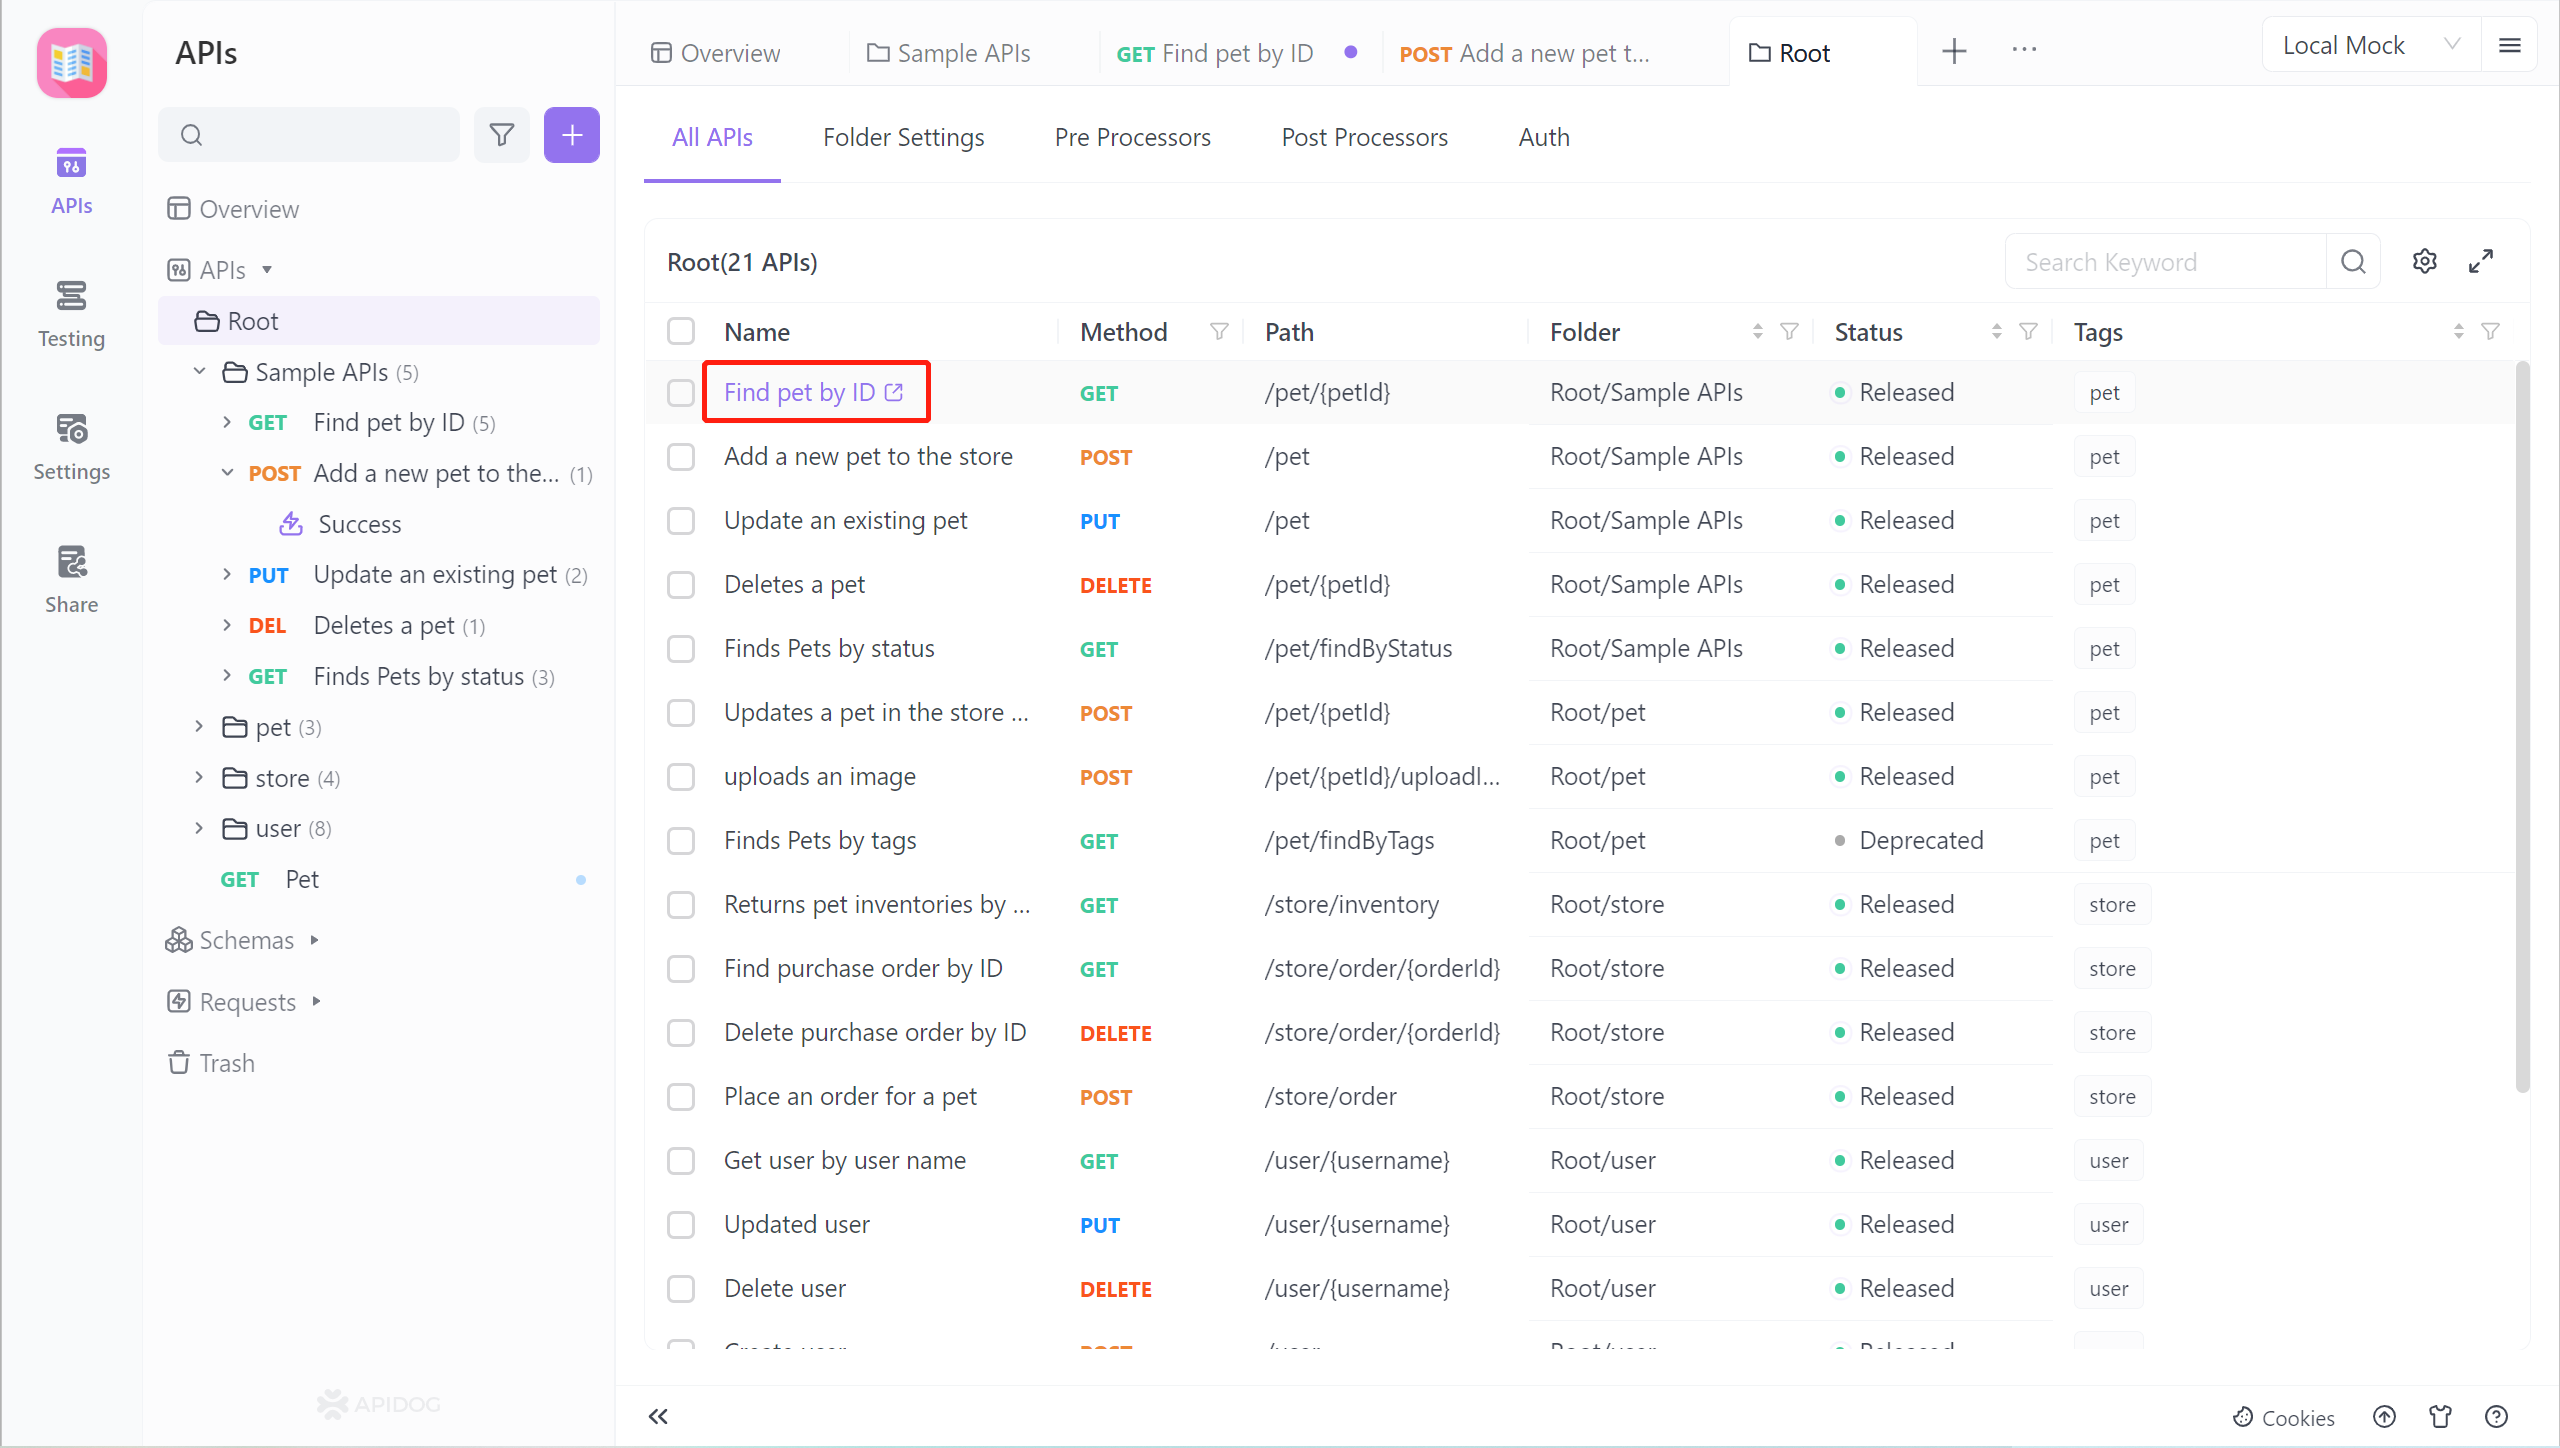 APIs
Testing
Settings
Share
APIs
Overview
APIs
Root
Sample APIs (5)
GET Find pet by ID (5)
POST Add a new pet to the... (1)
Success
PUT Update an existing pet (2)
DEL Deletes a pet (1)
GET Finds Pets by status (3)
pet (3)
store (4)
user (8)
GET Pet
Schemas
Requests
Trash
APIDOG
Overview
Sample APIs
GET Find pet by ID
POST Add a new pet t...
Root
Local Mock
All APIs Folder Settings Pre Processors Post Processors Auth
Root(21 APIs)
Search Keyword
Name Method Path Folder Status Tags
Find pet by ID GET /pet/{petId} Root/Sample APIs Released pet
Add a new pet to the store POST /pet Root/Sample APIs Released pet
Update an existing pet PUT /pet Root/Sample APIs Released pet
Deletes a pet DELETE /pet/{petId} Root/Sample APIs Released pet
Finds Pets by status GET /pet/findByStatus Root/Sample APIs Released pet
Updates a pet in the store ... POST /pet/{petId} Root/pet Released pet
uploads an image POST /pet/{petId}/uploadI... Root/pet Released pet
Finds Pets by tags GET /pet/findByTags Root/pet Deprecated pet
Returns pet inventories by ... GET /store/inventory Root/store Released store
Find purchase order by ID GET /store/order/{orderId} Root/store Released store
Delete purchase order by ID DELETE /store/order/{orderId} Root/store Released store
Place an order for a pet POST /store/order Root/store Released store
Get user by user name GET /user/{username} Root/user Released user
Updated user PUT /user/{username} Root/user Released user
Delete user DELETE /user/{username} Root/user Released user
Create user POST /user Root/user Released
Cookies